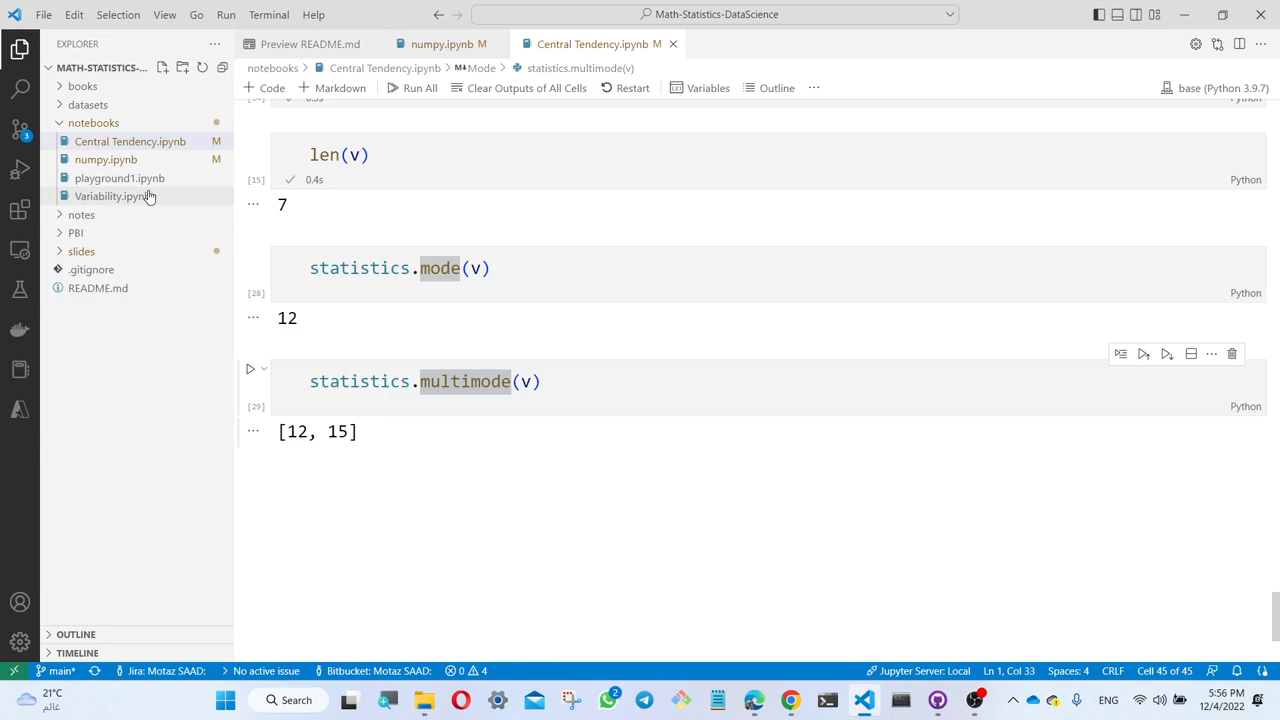 File Edit Selection View Go Run Terminal Help
Math-Statistics-DataScience
EXPLORER
MATH-STATISTICS-...
books
datasets
notebooks
Central Tendency.ipynb M
numpy.ipynb M
playground1.ipynb
Variability.ipynb
notes
PBI
slides
.gitignore
README.md
OUTLINE
TIMELINE
3
Preview README.md
numpy.ipynb M
Central Tendency.ipynb M
notebooks > Central Tendency.ipynb > M↓Mode > statistics.multimode(v)
+ Code + Markdown Run All Clear Outputs of All Cells Restart Variables Outline ...
base (Python 3.9.7)
Python
len(v)
[15] 0.4s Python
7
statistics.mode(v)
[28] Python
12
statistics.multimode(v)
[29] Python
[12, 15]
main* Jira: Motaz SAAD: No active issue Bitbucket: Motaz SAAD: 0 4 Jupyter Server: Local Ln 1, Col 33 Spaces: 4 CRLF Cell 45 of 45
21°C
غائم
Search
2
ENG
5:56 PM
12/4/2022